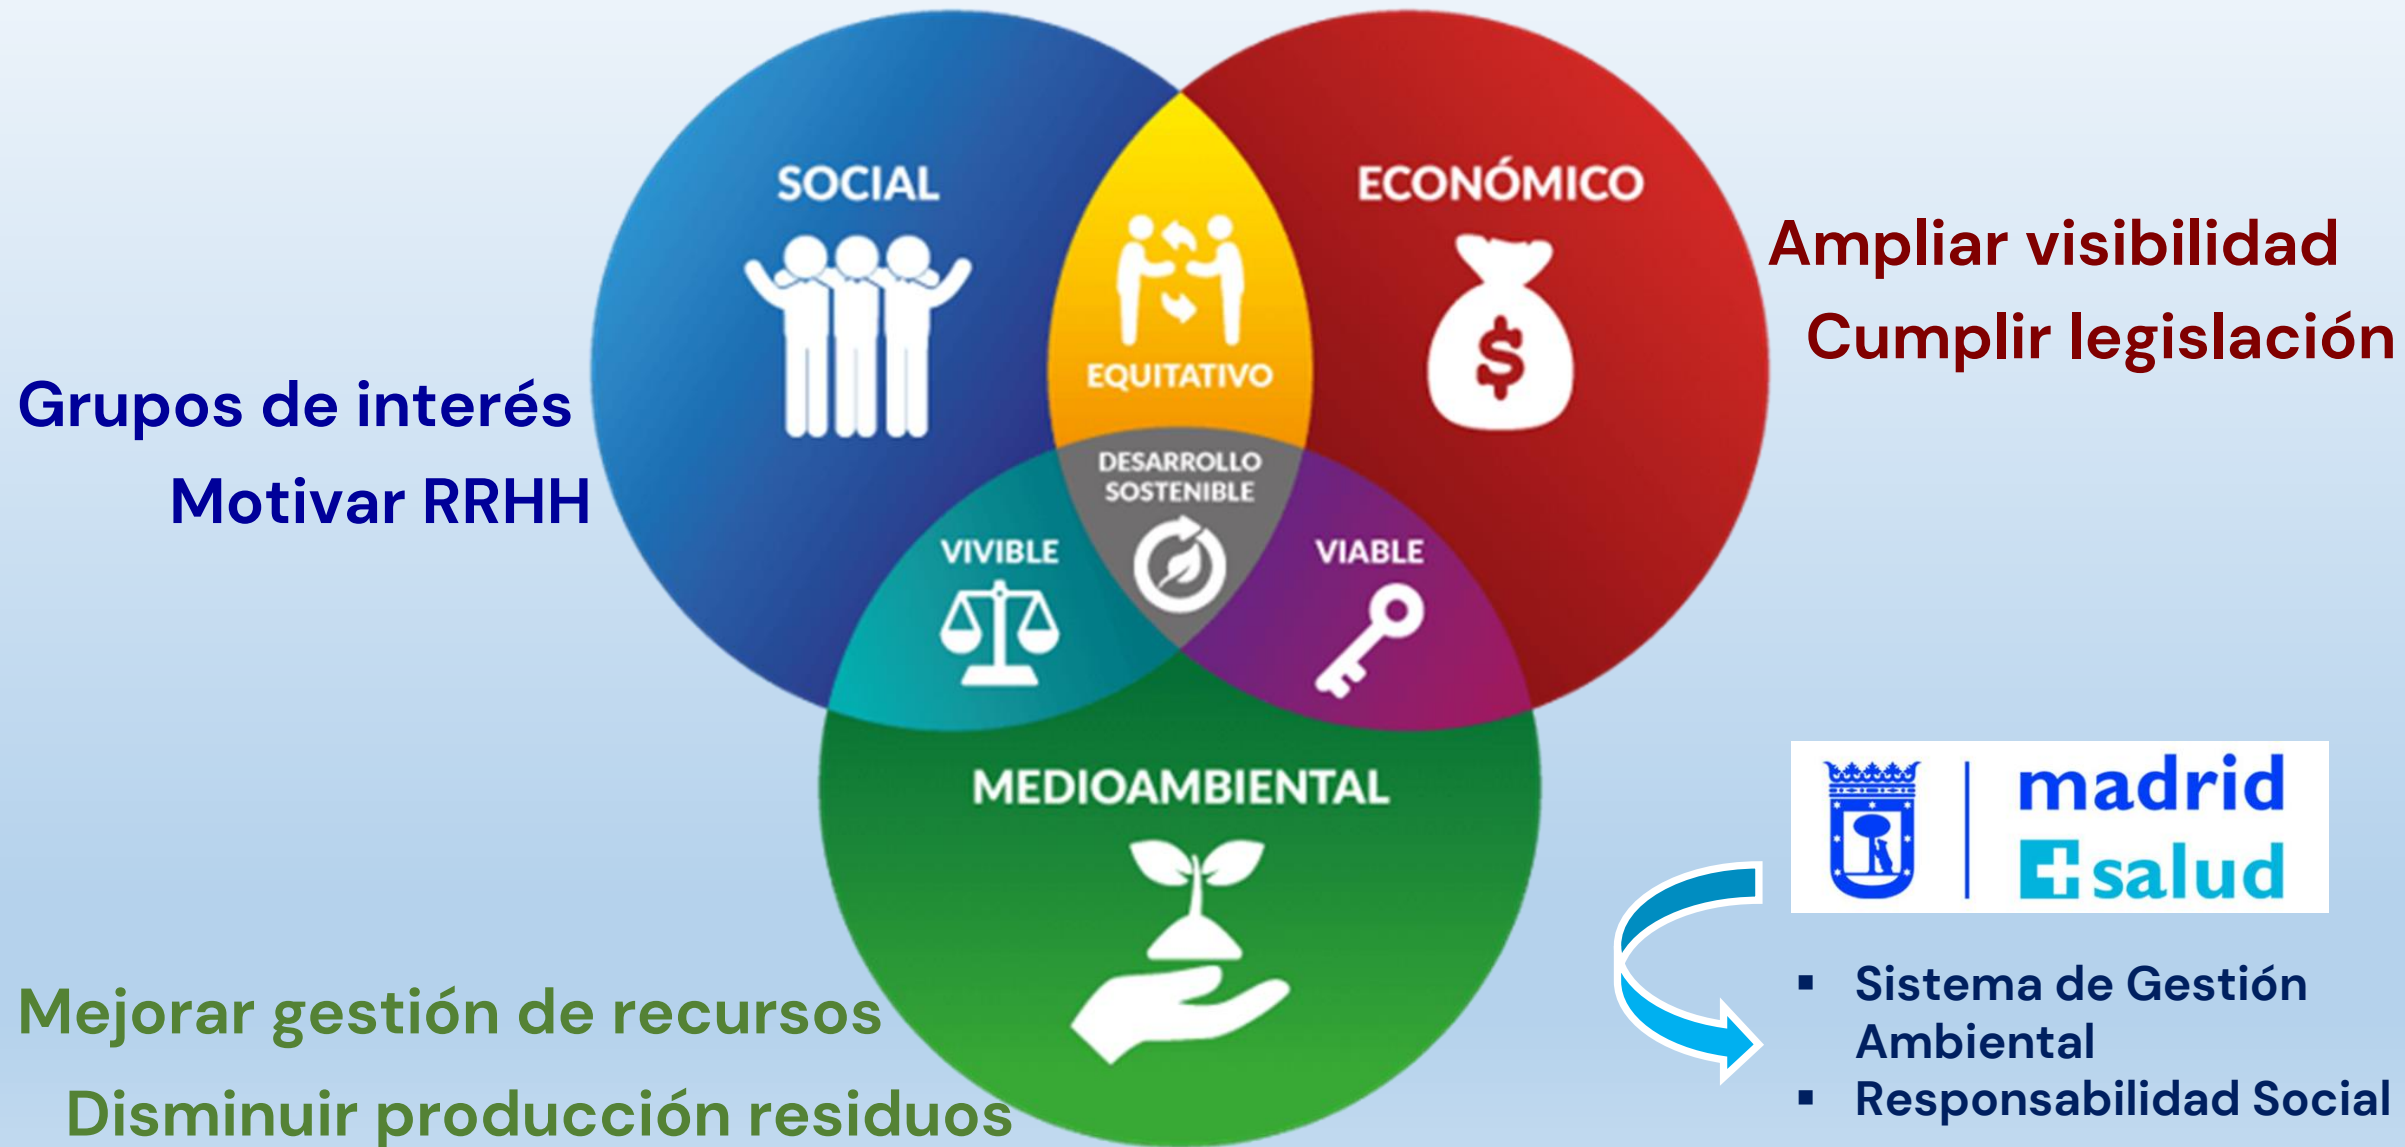 SOCIAL
ECONÓMICO
$
EQUITATIVO
DESARROLLO
SOSTENIBLE
VIVIBLE
VIABLE
MEDIOAMBIENTAL
Grupos de interés
Motivar RRHH
Ampliar visibilidad
Cumplir legislación
Mejorar gestión de recursos
Disminuir producción residuos
madrid
salud
▪ Sistema de Gestión
Ambiental
▪ Responsabilidad Social